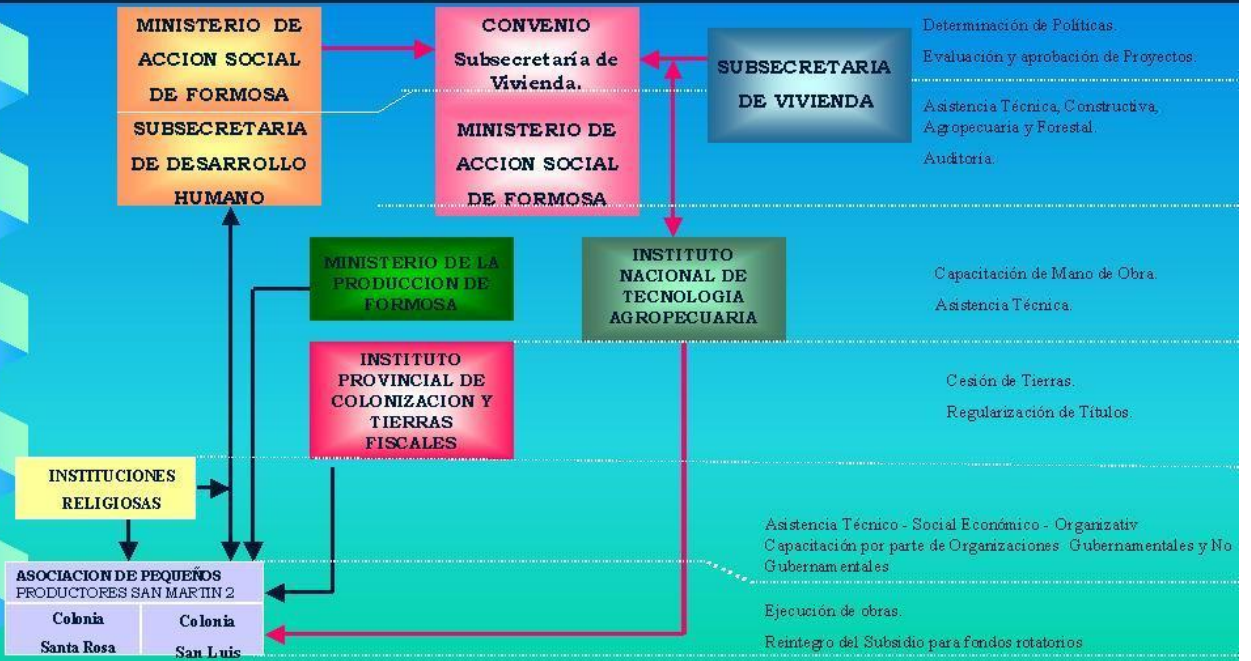 MINISTERIO DE
ACCION SOCIAL
DE FORMOSA
SUBSECRETARIA
DE DESARROLLO
HUMANO
CONVENIO
Subsecretaría de
Vivienda.
MINISTERIO DE
ACCION SOCIAL
DE FORMOSA
SUBSECRETARIA
DE VIVIENDA
Determinación de Políticas.
Evaluación y aprobación de Proyectos.
Asistencia Técnica, Constructiva,
Agropecuaria y Forestal.
Auditoría.
MINISTERIO DE LA
PRODUCCION DE
FORMOSA
INSTITUTO
NACIONAL DE
TECNOLOGIA
AGROPECUARIA
Capacitación de Mano de Obra.
Asistencia Técnica.
INSTITUTO
PROVINCIAL DE
COLONIZACION Y
TIERRAS
FISCALES
Cesión de Tierras.
Regularización de Títulos.
INSTITUCIONES
RELIGIOSAS
Asistencia Técnico - Social Económico - Organizativ
Capacitación por parte de Organizaciones Gubernamentales y No
Gubernamentales
ASOCIACION DE PEQUEÑOS
PRODUCTORES SAN MARTIN 2
Colonia
Santa Rosa
Colonia
San Luis
Ejecución de obras.
Reintegro del Subsidio para fondos rotatorios